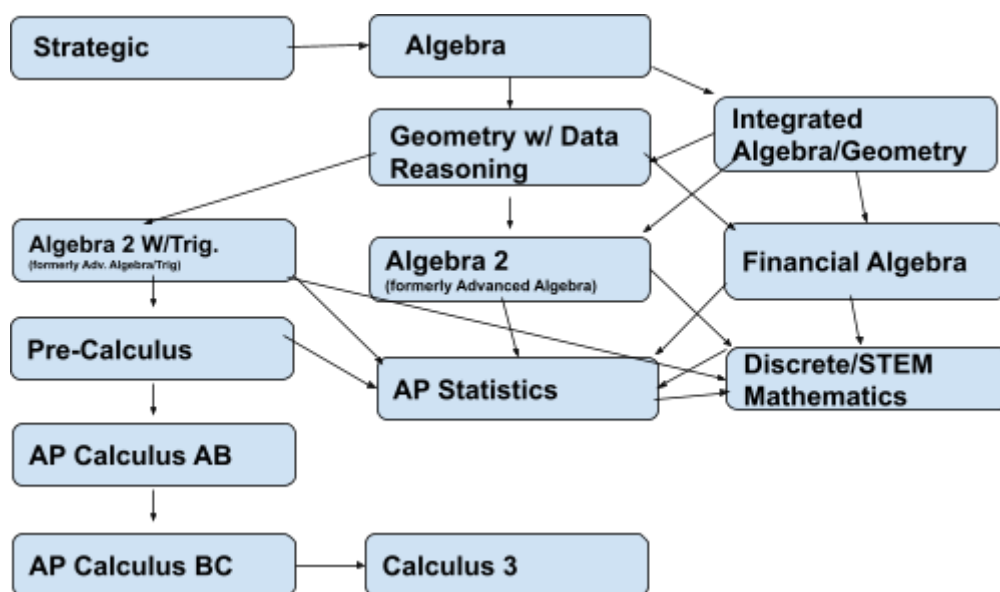 Strategic
Algebra
Geometry w/ Data
Reasoning
Integrated
Algebra/Geometry
Algebra 2 W/Trig.
(formerly Adv. Algebra/Trig)
Algebra 2
(formerly Advanced Algebra)
Financial Algebra
Pre-Calculus
AP Statistics
Discrete/STEM
Mathematics
AP Calculus AB
AP Calculus BC
Calculus 3